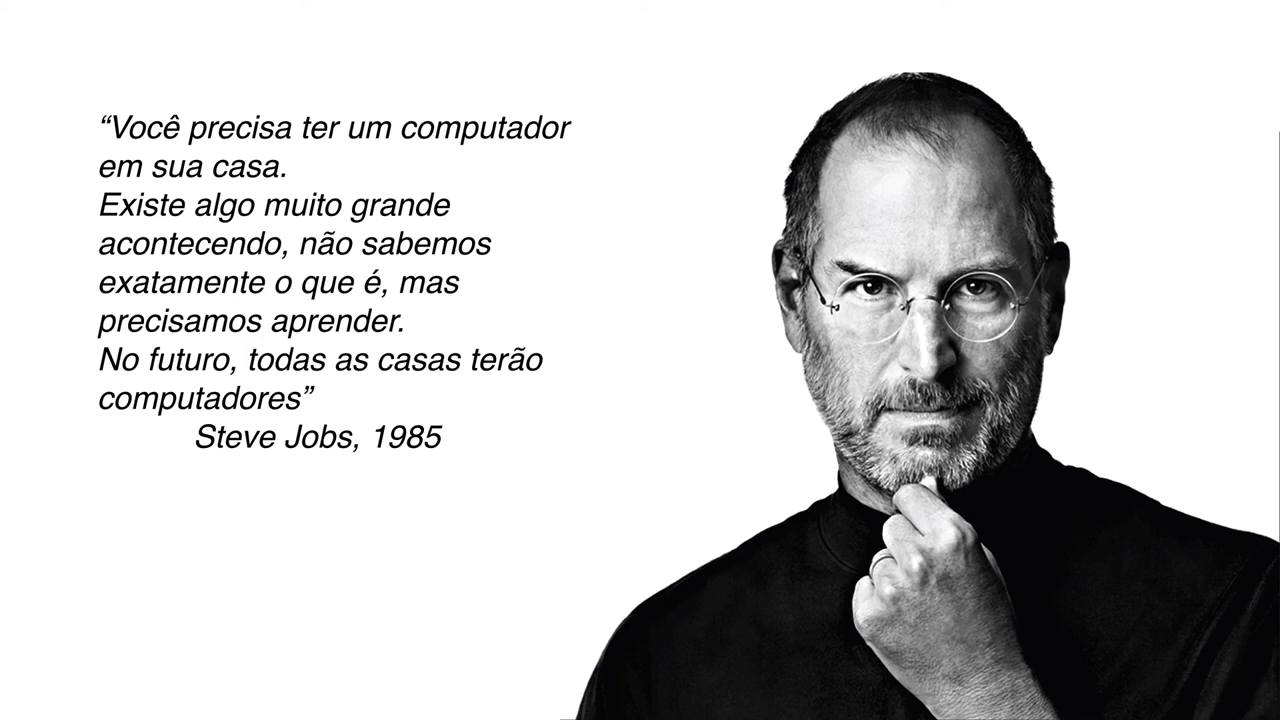 “Você precisa ter um computador
em sua casa.
Existe algo muito grande
acontecendo, não sabemos
exatamente o que é, mas
precisamos aprender.
No futuro, todas as casas terão
computadores”
Steve Jobs, 1985